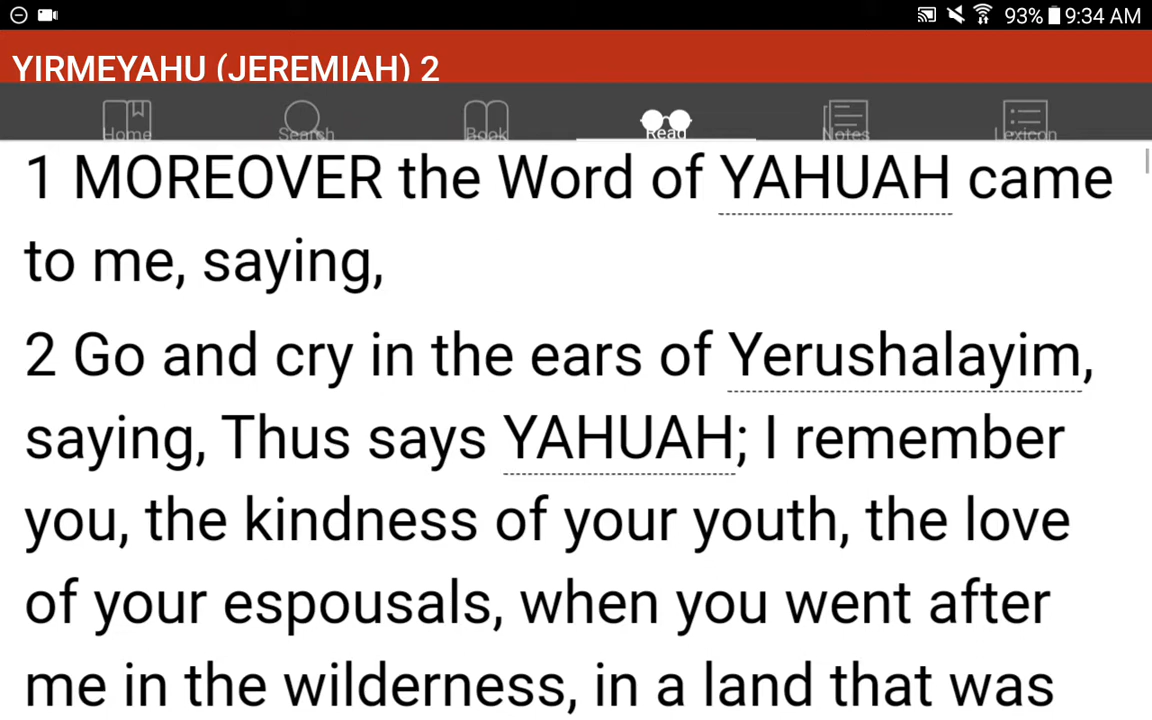 93% 9:34 AM
YIRMEYAHU (JEREMIAH) 2
Home Search Book Read Notes Lexicon
1 MOREOVER the Word of YAHUAH came
to me, saying,
2 Go and cry in the ears of Yerushalayim,
saying, Thus says YAHUAH; I remember
you, the kindness of your youth, the love
of your espousals, when you went after
me in the wilderness, in a land that was